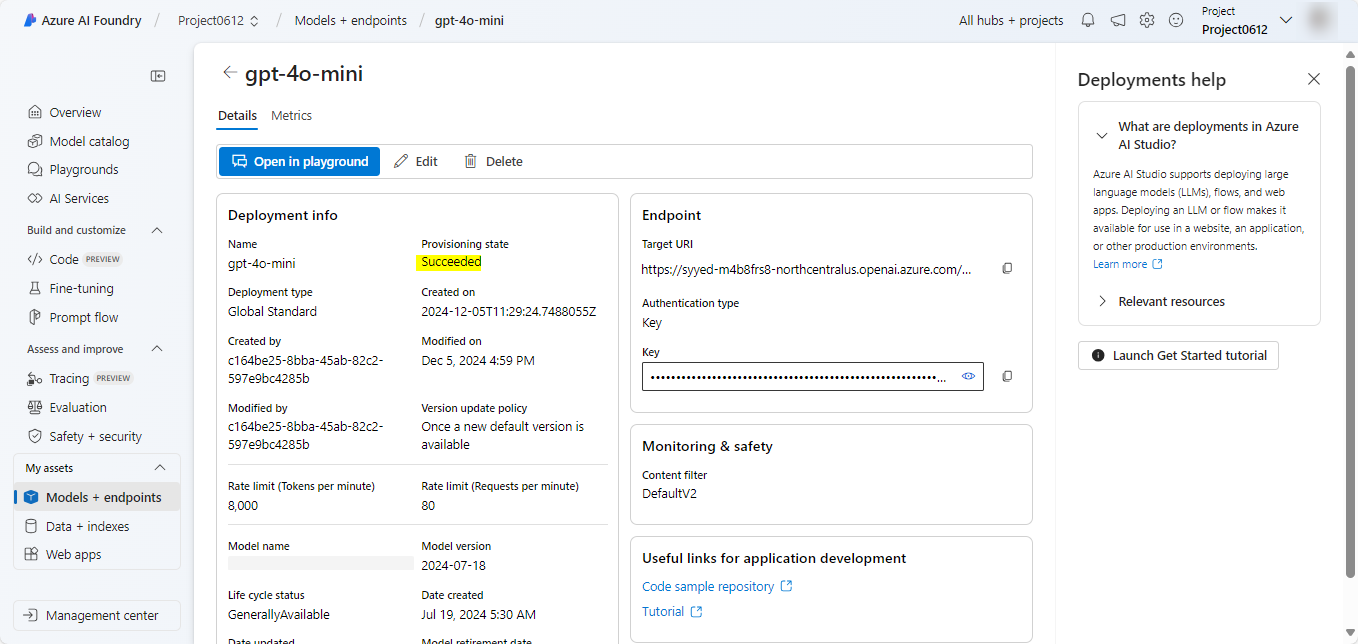 Azure AI Foundry / Project0612 / Models + endpoints / gpt-4o-mini
All hubs + projects
Project
Project0612
Overview
Model catalog
Playgrounds
AI Services
Build and customize
Code PREVIEW
Fine-tuning
Prompt flow
Assess and improve
Tracing PREVIEW
Evaluation
Safety + security
My assets
Models + endpoints
Data + indexes
Web apps
Management center
gpt-4o-mini
Details Metrics
Open in playground Edit Delete
Deployment info
Name
gpt-4o-mini
Provisioning state
Succeeded
Deployment type
Global Standard
Created on
2024-12-05T11:29:24.7488055Z
Created by
c164be25-8bba-45ab-82c2-
597e9bc4285b
Modified on
Dec 5, 2024 4:59 PM
Modified by
c164be25-8bba-45ab-82c2-
597e9bc4285b
Version update policy
Once a new default version is
available
Rate limit (Tokens per minute)
8,000
Rate limit (Requests per minute)
80
Model name
Model version
2024-07-18
Life cycle status
GenerallyAvailable
Date created
Jul 19, 2024 5:30 AM
Date updated
Model retirement date
Endpoint
Target URI
https://syyed-m4b8frs8-northcentralus.openai.azure.com/...
Authentication type
Key
Key
Monitoring & safety
Content filter
DefaultV2
Useful links for application development
Code sample repository
Tutorial
Deployments help
What are deployments in Azure
AI Studio?
Azure AI Studio supports deploying large
language models (LLMs), flows, and web
apps. Deploying an LLM or flow makes it
available for use in a website, an application,
or other production environments.
Learn more
Relevant resources
Launch Get Started tutorial